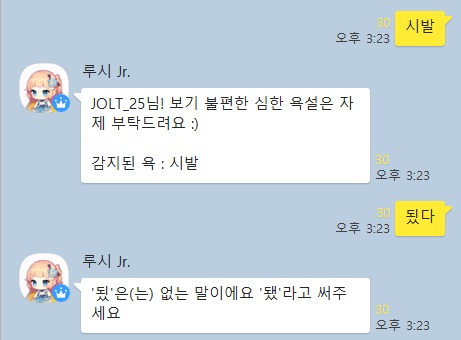 30
시발
오후 3:23
루시 Jr.
JOLT_25님! 보기 불편한 심한 욕설은 자
제 부탁드려요 :)
감지된 욕 : 시발
30
오후 3:23
30
됬다
오후 3:23
루시 Jr.
'됬'은(는) 없는 말이에요 '됐'라고 써주
세요
30
오후 3:23